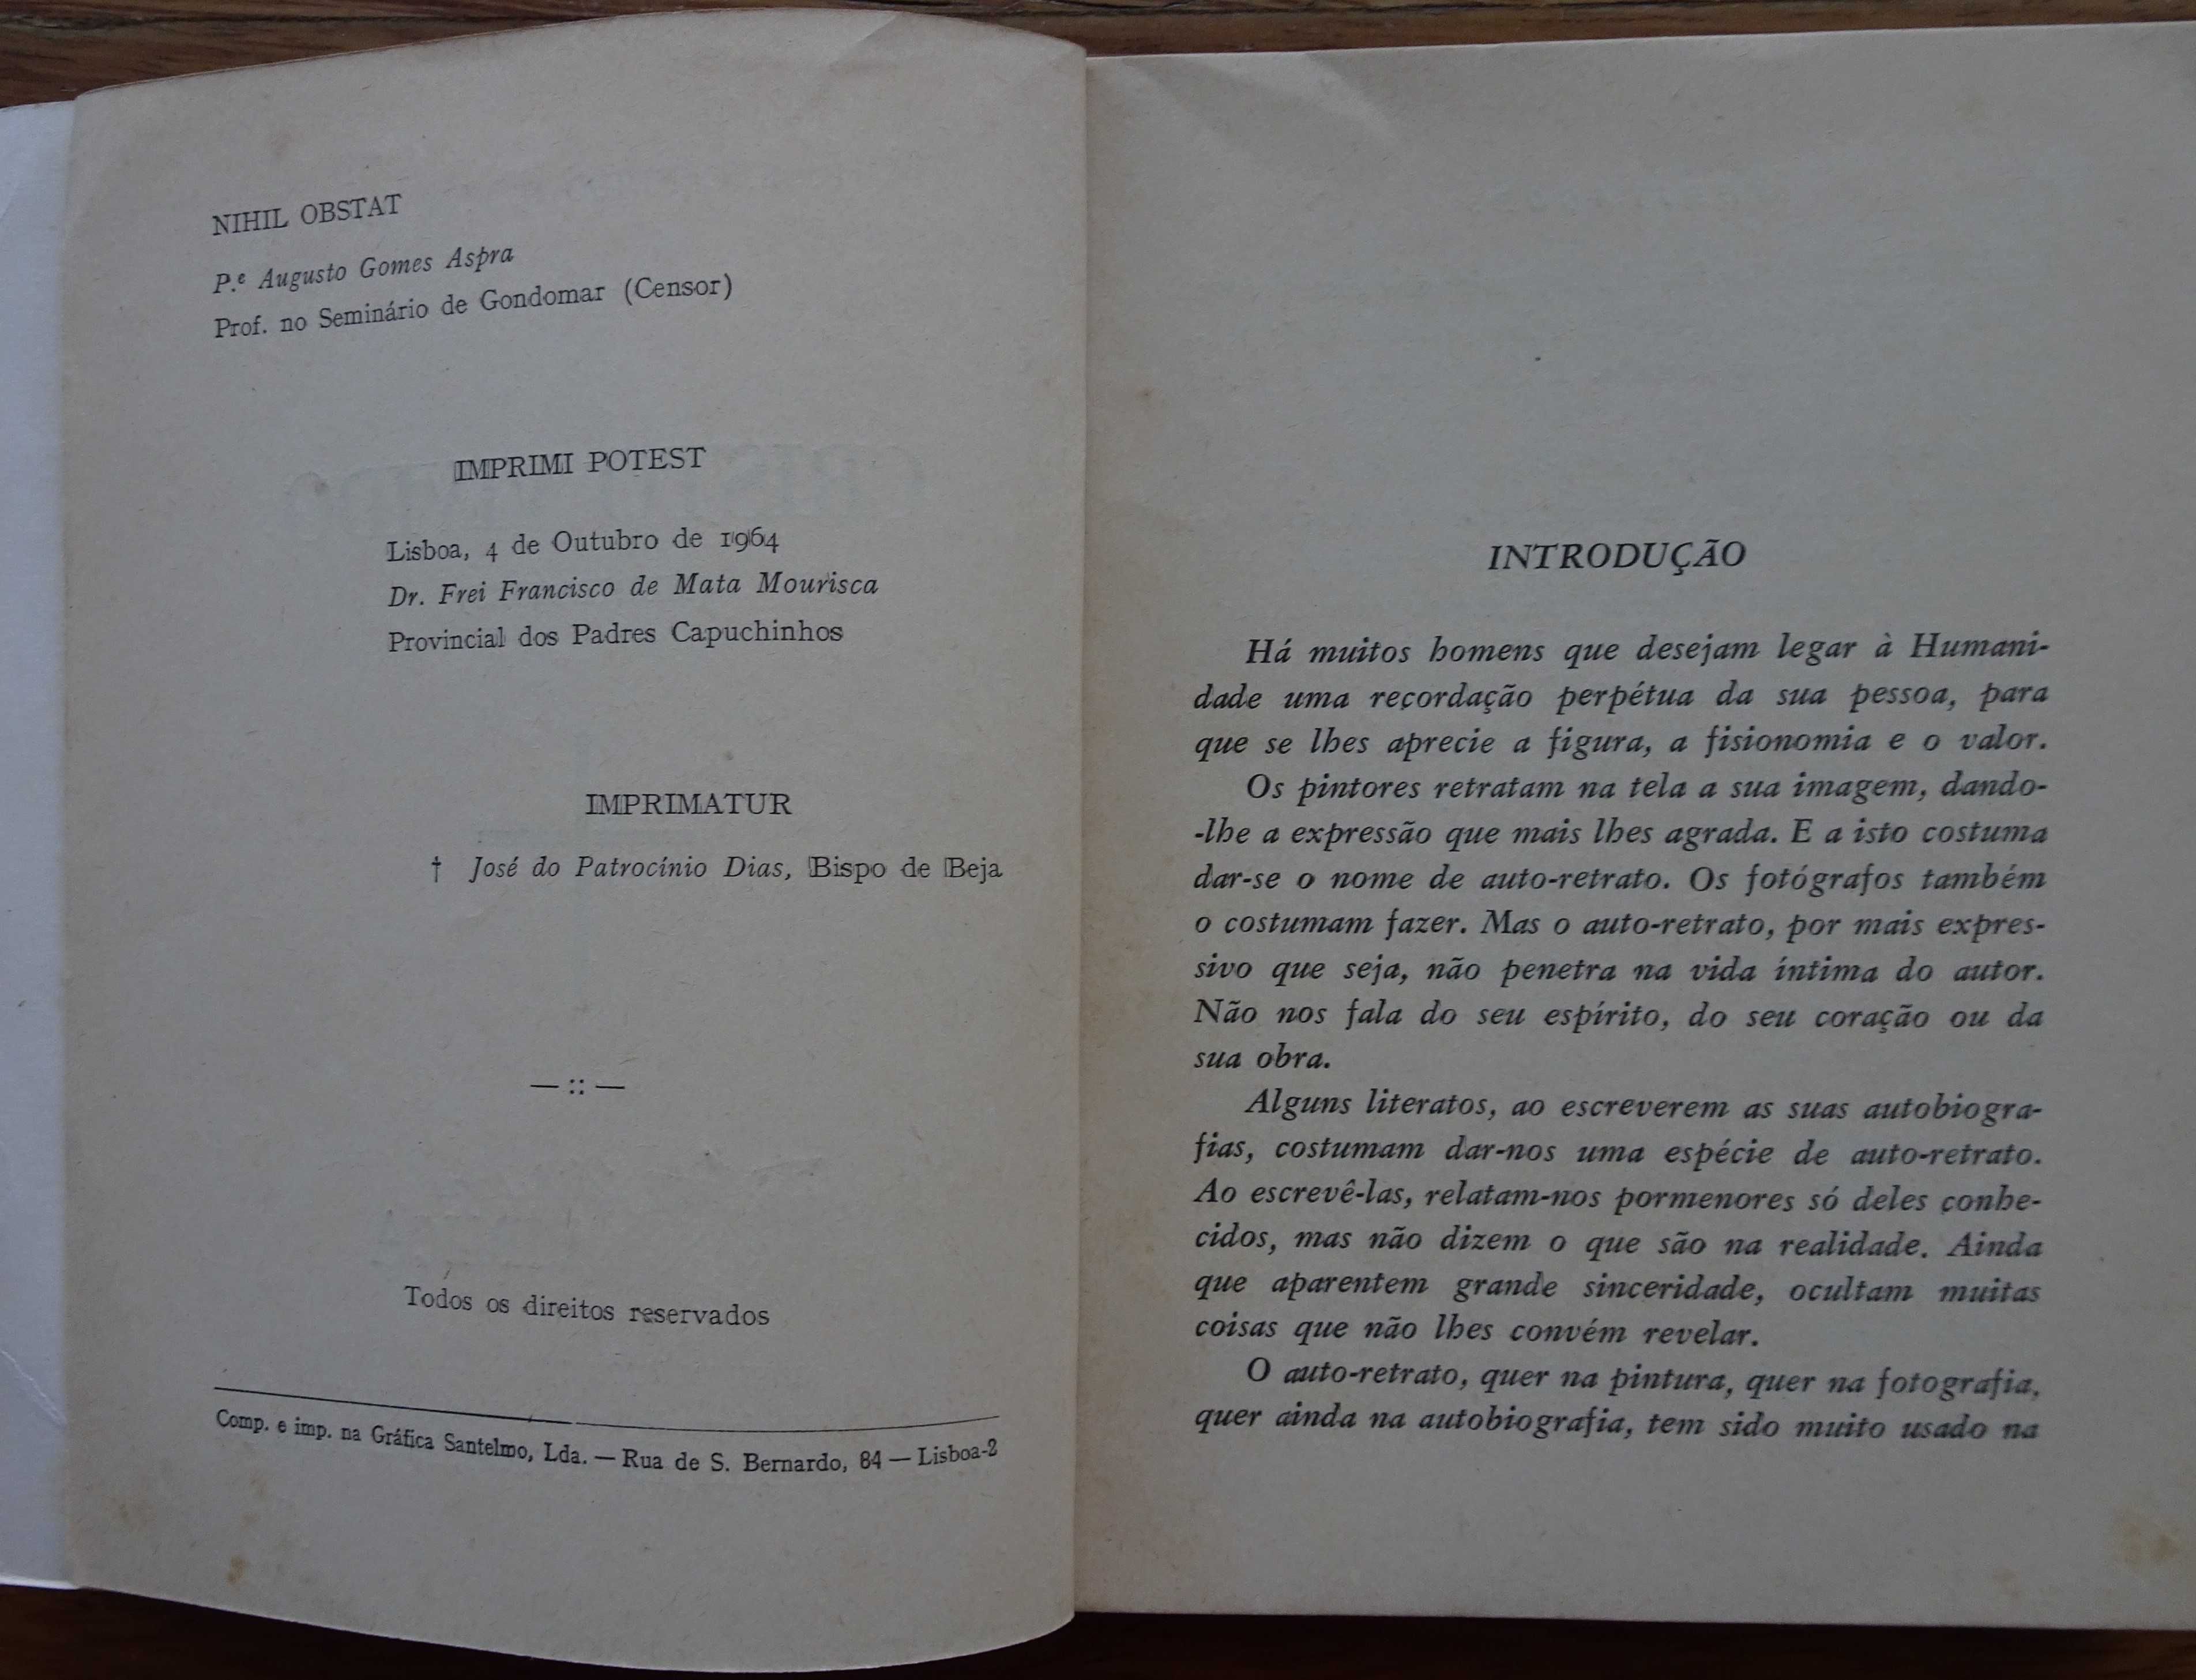 NIHIL OBSTAT
P.e Augusto Gomes Aspra
Prof. no Seminário de Gondomar (Censor)
IMPRIMI POTEST
Lisboa, 4 de Outubro de 1964
Dr. Frei Francisco de Mata Mourisca
Provincial dos Padres Capuchinhos
IMPRIMATUR
† José do Patrocínio Dias, Bispo de Beja
— :: —
Todos os direitos reservados
Comp. e imp. na Gráfica Santelmo, Lda. — Rua de S. Bernardo, 84 — Lisboa-2
INTRODUÇÃO
Há muitos homens que desejam legar à Humani-
dade uma recordação perpétua da sua pessoa, para
que se lhes aprecie a figura, a fisionomia e o valor.
Os pintores retratam na tela a sua imagem, dando-
-lhe a expressão que mais lhes agrada. E a isto costuma
dar-se o nome de auto-retrato. Os fotógrafos também
o costumam fazer. Mas o auto-retrato, por mais expres-
sivo que seja, não penetra na vida íntima do autor.
Não nos fala do seu espírito, do seu coração ou da
sua obra.
Alguns literatos, ao escreverem as suas autobiogra-
fias, costumam dar-nos uma espécie de auto-retrato.
Ao escrevê-las, relatam-nos pormenores só deles conhe-
cidos, mas não dizem o que são na realidade. Ainda
que aparentem grande sinceridade, ocultam muitas
coisas que não lhes convém revelar.
O auto-retrato, quer na pintura, quer na fotografia,
quer ainda na autobiografia, tem sido muito usado na